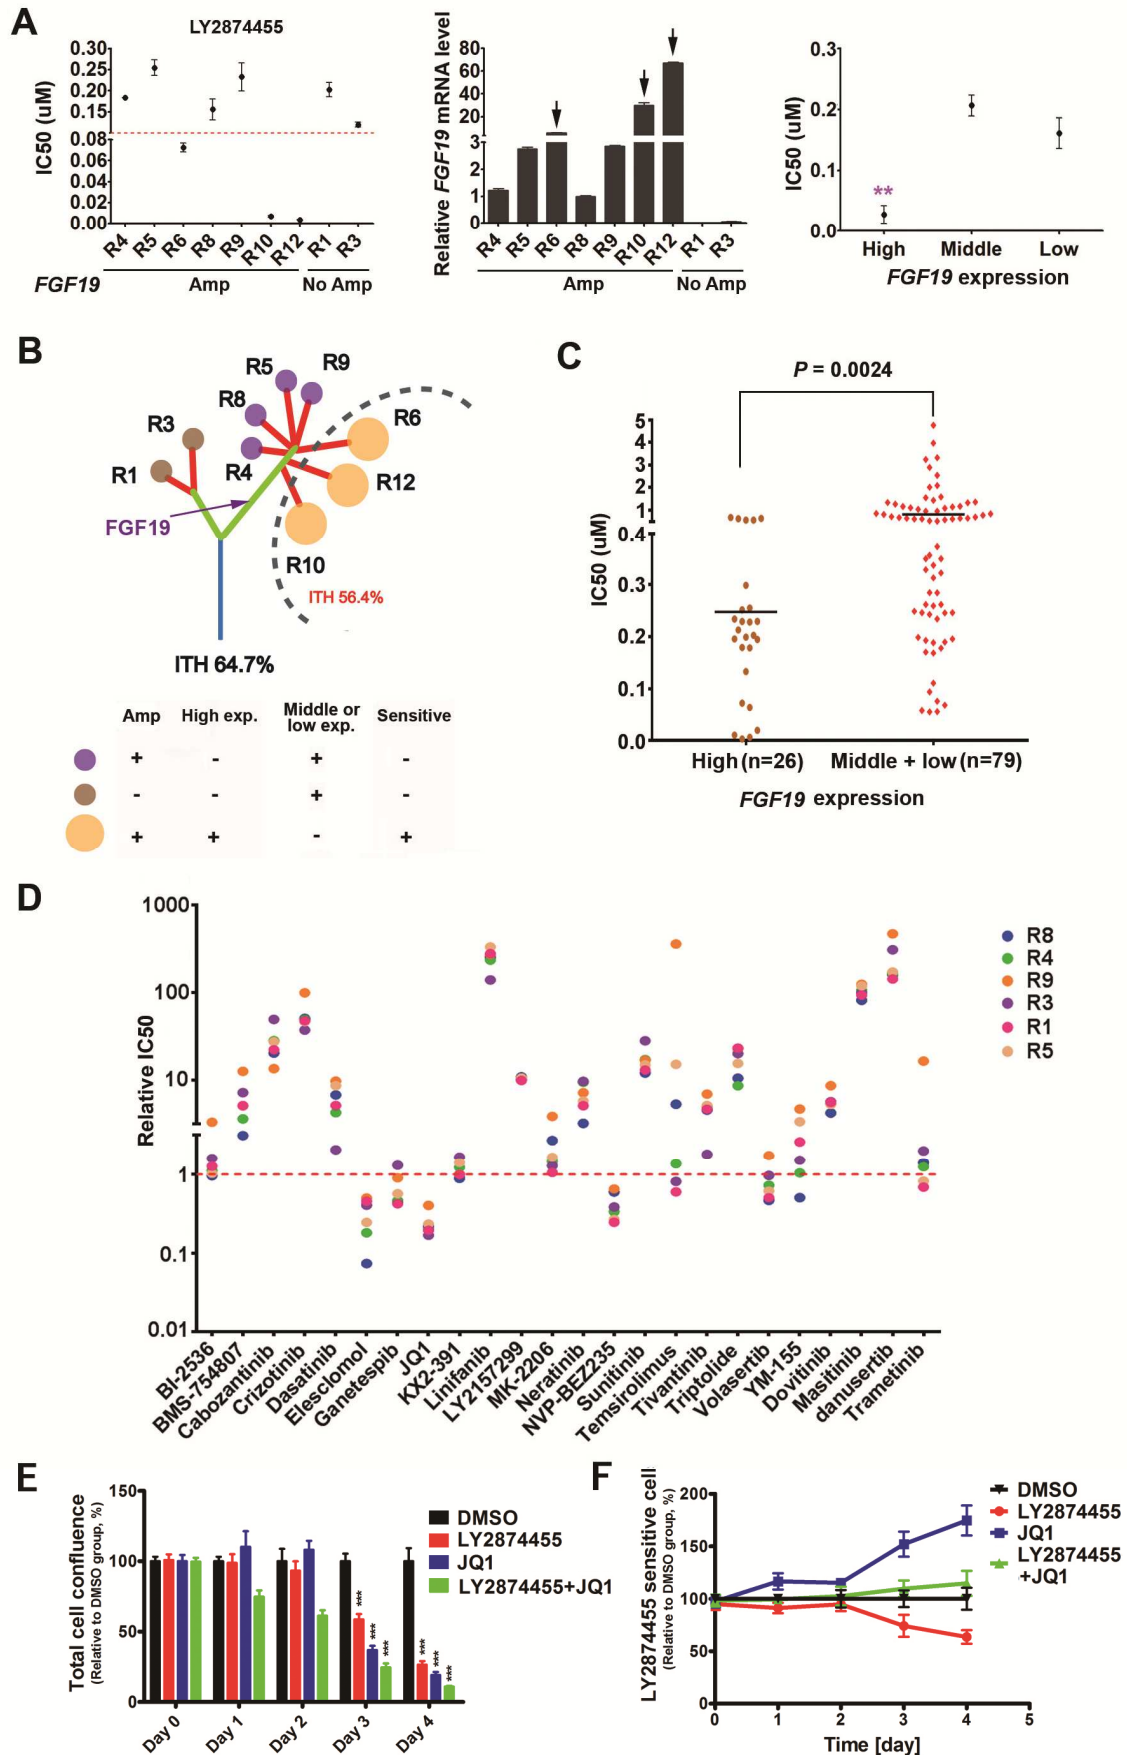 A
LY2874455
IC50 (uM)
0.30
0.25
0.20
0.15
0.08
0.06
0.04
0.02
0.00
R4 R5 R6 R8 R9 R10 R12 R1 R3
FGF19 Amp No Amp
Relative FGF19 mRNA level
80
60
40
20
3
2
1
0
R4 R5 R6 R8 R9 R10 R12 R1 R3
Amp No Amp
IC50 (uM)
0.3
0.2
0.1
0.0
**
High Middle Low
FGF19 expression
B
R5 R9
R8 R6
R3
R1 R4 R12
FGF19
R10
ITH 56.4%
ITH 64.7%
Amp High exp. Middle or low exp. Sensitive
+ - + -
- - + -
+ + - +
C
P = 0.0024
IC50 (uM)
5
4
3
2
1
0.4
0.3
0.2
0.1
0.0
High (n=26) Middle + low (n=79)
FGF19 expression
D
Relative IC50
1000
100
10
1
0.1
0.01
R8
R4
R9
R3
R1
R5
BI-2536
BMS-754807
Cabozantinib
Crizotinib
Dasatinib
Elesclomol
Ganetespib
JQ1
KX2-391
Linifanib
LY2157299
MK-2206
Neratinib
NVP-BEZ235
Sunitinib
Temsirolimus
Tivantinib
Triptolide
Volasertib
YM-155
Dovitinib
Masitinib
danusertib
Trametinib
E
Total cell confluence
(Relative to DMSO group, %)
150
100
50
0
DMSO
LY2874455
JQ1
LY2874455+JQ1
*** *** ***
*** *** ***
Day 0 Day 1 Day 2 Day 3 Day 4
F
LY2874455 sensitive cell
(Relative to DMSO group, %)
200
150
100
50
0
DMSO
LY2874455
JQ1
LY2874455
+JQ1
0 1 2 3 4 5
Time [day]